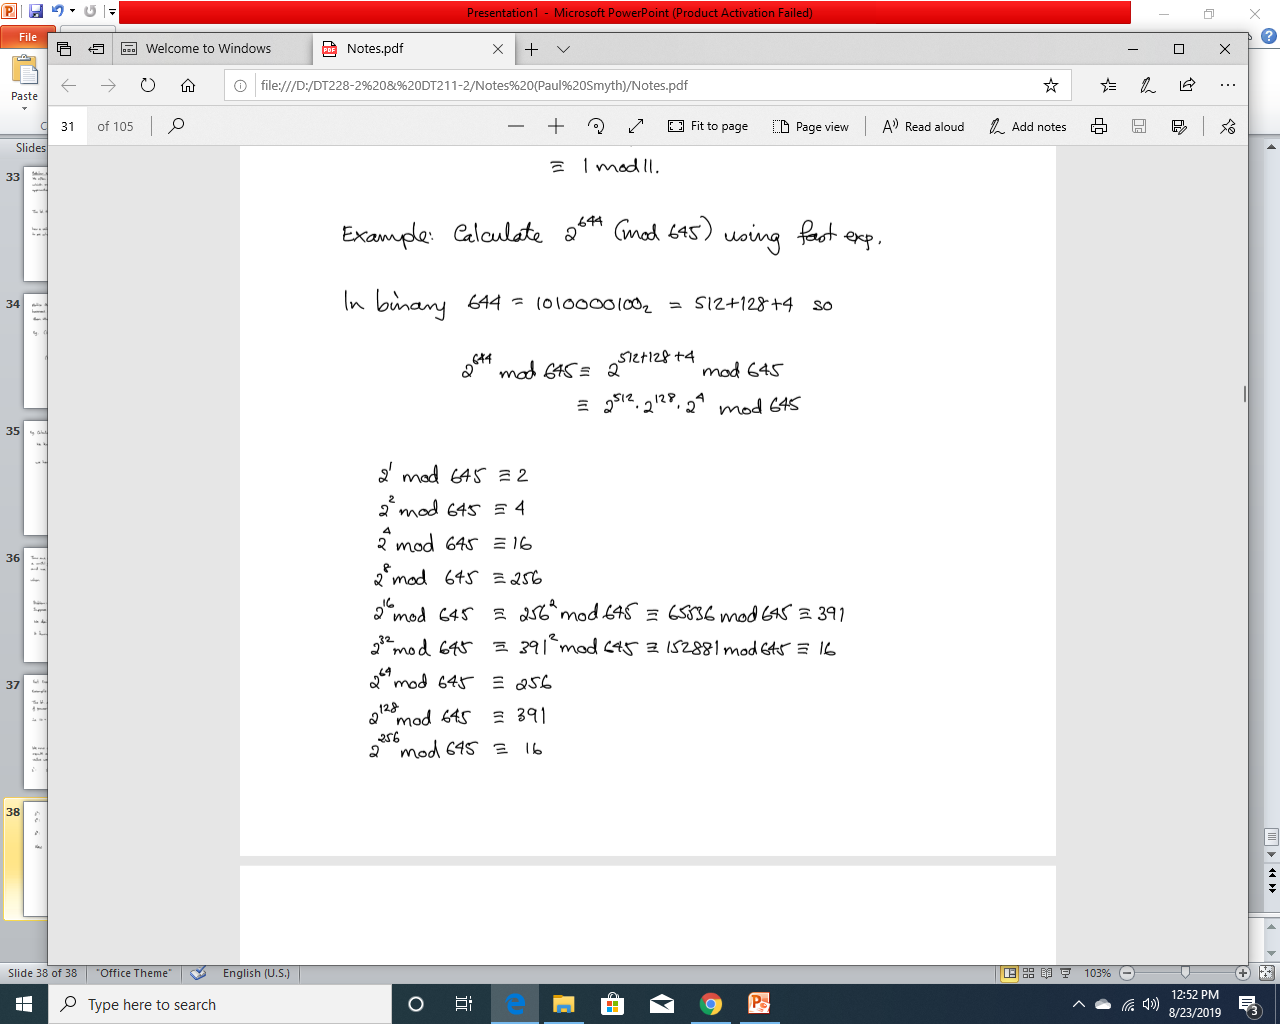 Presentation1 - Microsoft PowerPoint (Product Activation Failed)
File
Welcome to Windows
Notes.pdf
Paste
file:///D:/DT228-2%20&%20DT211-2/Notes%20(Paul%20Smyth)/Notes.pdf
31 of 105
Fit to page
Page view
Read aloud
Add notes
Slides
33
34
35
36
37
38
≡ 1 mod 11.
Example: Calculate 2^644 (mod 645) using fast exp.
In binary 644 = 1010000100₂ = 512+128+4 so
2^644 mod 645 ≡ 2^512+128+4 mod 645
≡ 2^512 · 2^128 · 2^4 mod 645
2^1 mod 645 ≡ 2
2^2 mod 645 ≡ 4
2^4 mod 645 ≡ 16
2^8 mod 645 ≡ 256
2^16 mod 645 ≡ 256^2 mod 645 ≡ 65536 mod 645 ≡ 391
2^32 mod 645 ≡ 391^2 mod 645 ≡ 152881 mod 645 ≡ 16
2^64 mod 645 ≡ 256
2^128 mod 645 ≡ 391
2^256 mod 645 ≡ 16
Slide 38 of 38
"Office Theme"
English (U.S.)
103%
Type here to search
12:52 PM
8/23/2019
3